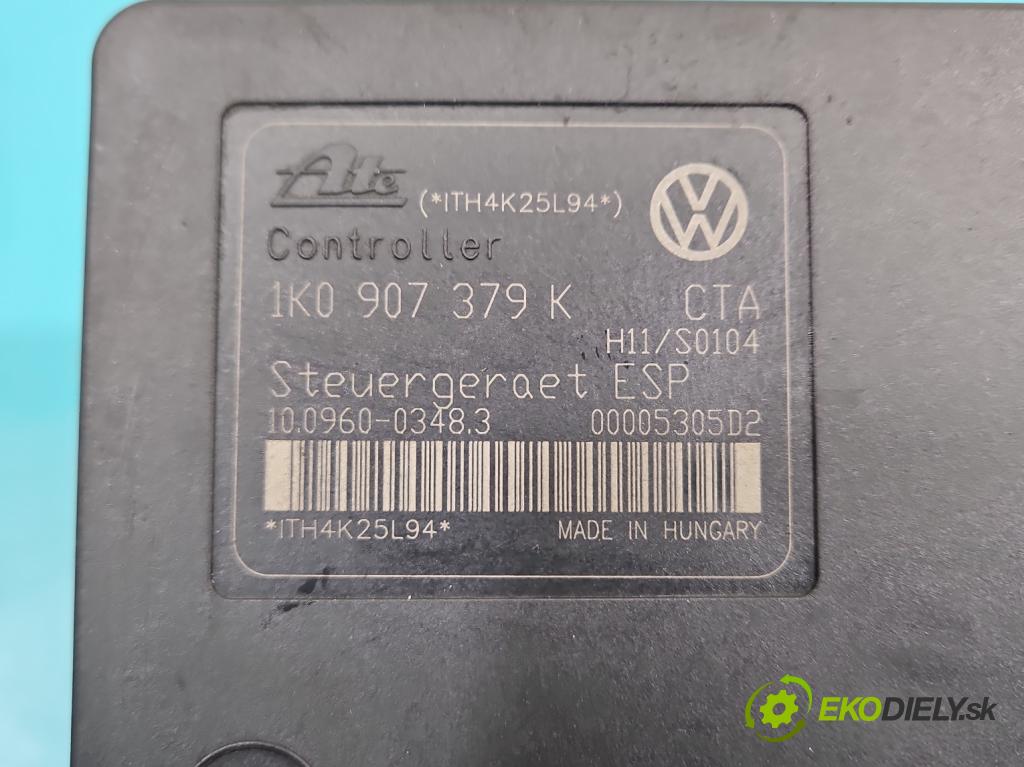 Ate (*ITH4K25L94*)
Controller
1K0 907 379 K CTA
H11/S0104
Steuergeraet ESP
10.0960-0348.3 00005305D2
*ITH4K25L94* MADE IN HUNGARY
EKODIELY.sk